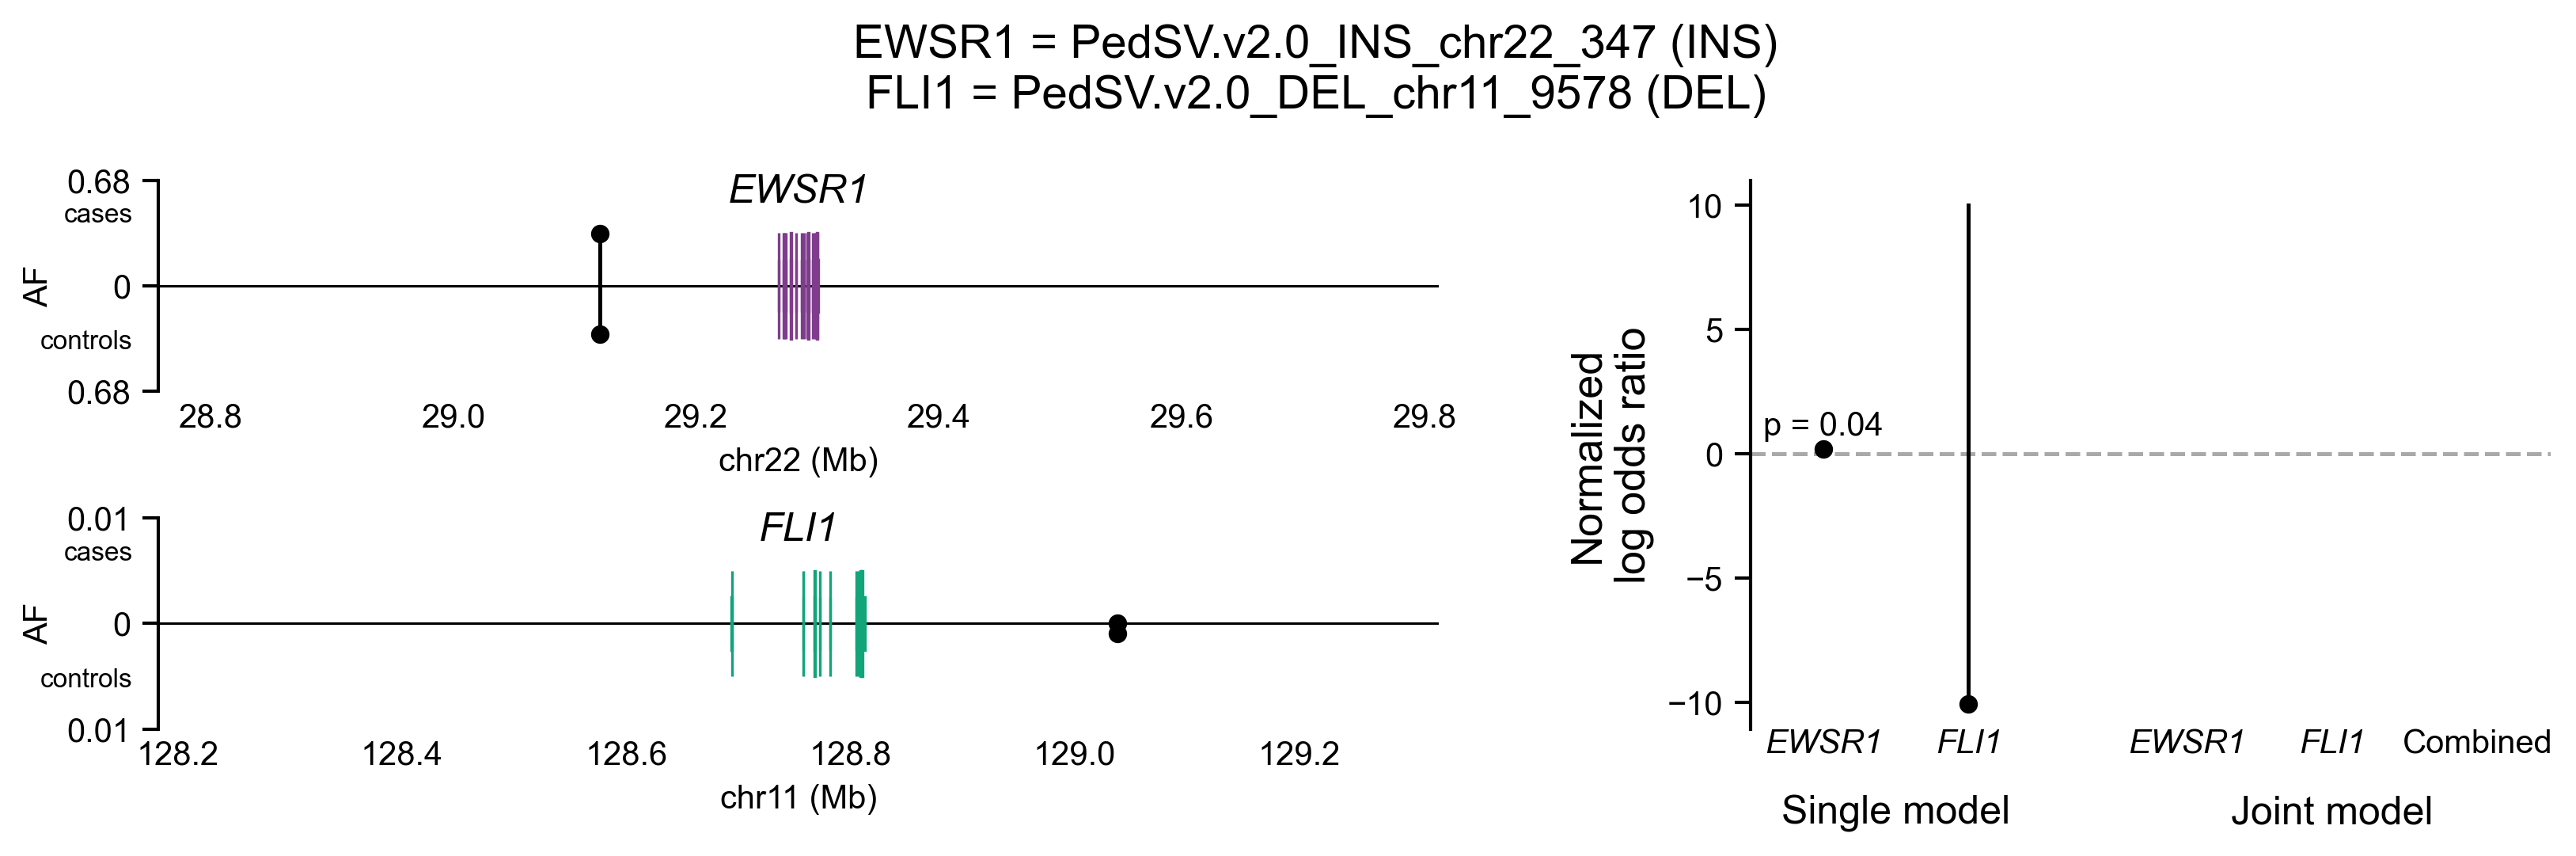 EWSR1 = PedSV.v2.0_INS_chr22_347 (INS)
FLI1 = PedSV.v2.0_DEL_chr11_9578 (DEL)
EWSR1
0.68
cases
AF
0
controls
0.68
28.8 29.0 29.2 29.4 29.6 29.8
chr22 (Mb)
FLI1
0.01
cases
AF
0
controls
0.01
128.2 128.4 128.6 128.8 129.0 129.2
chr11 (Mb)
Normalized
log odds ratio
10
5
0
−5
−10
p = 0.04
EWSR1 FLI1 EWSR1 FLI1 Combined
Single model Joint model